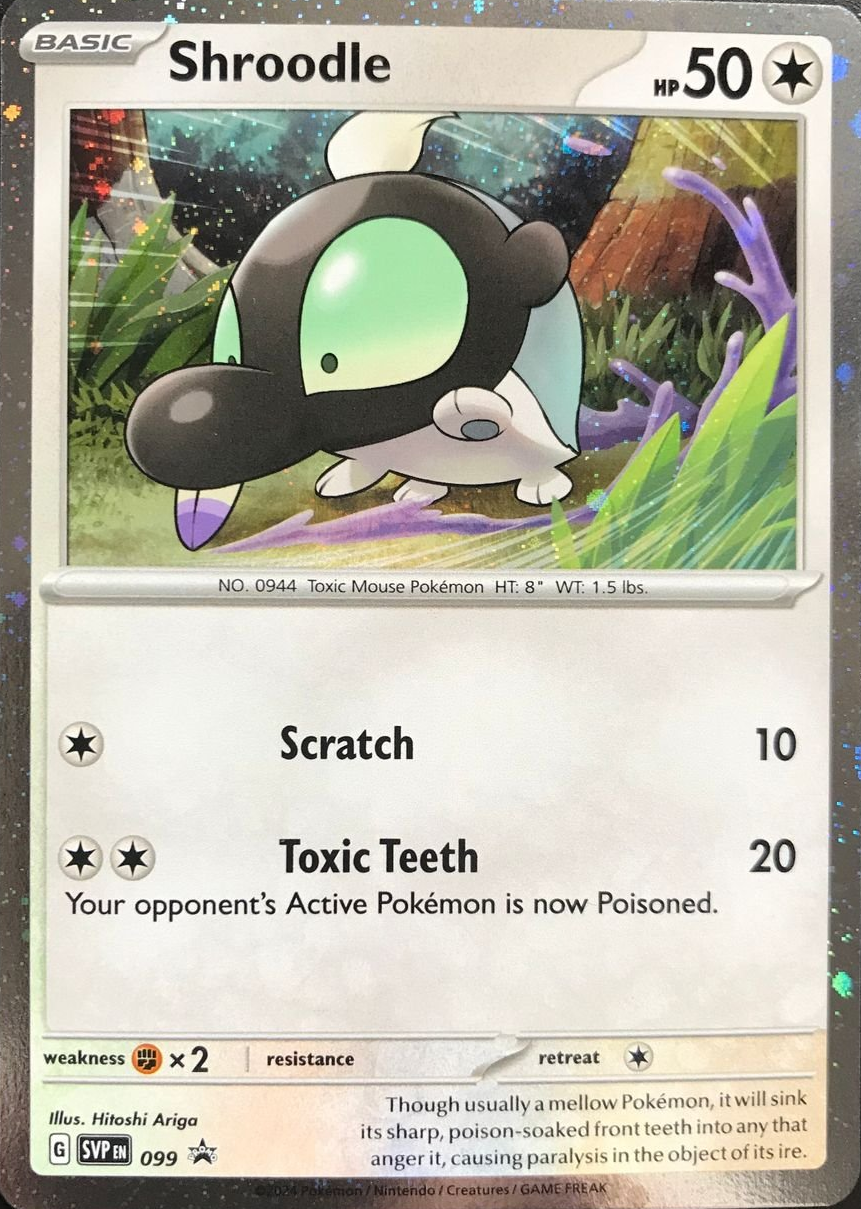 BASIC
Shroodle
HP 50
NO. 0944 Toxic Mouse Pokémon HT: 8" WT: 1.5 lbs.
Scratch 10
Toxic Teeth 20
Your opponent's Active Pokémon is now Poisoned.
weakness ×2 resistance retreat
Illus. Hitoshi Ariga
Though usually a mellow Pokémon, it will sink
its sharp, poison-soaked front teeth into any that
anger it, causing paralysis in the object of its ire.
G SVP EN 099
©2024 Pokémon / Nintendo / Creatures / GAME FREAK